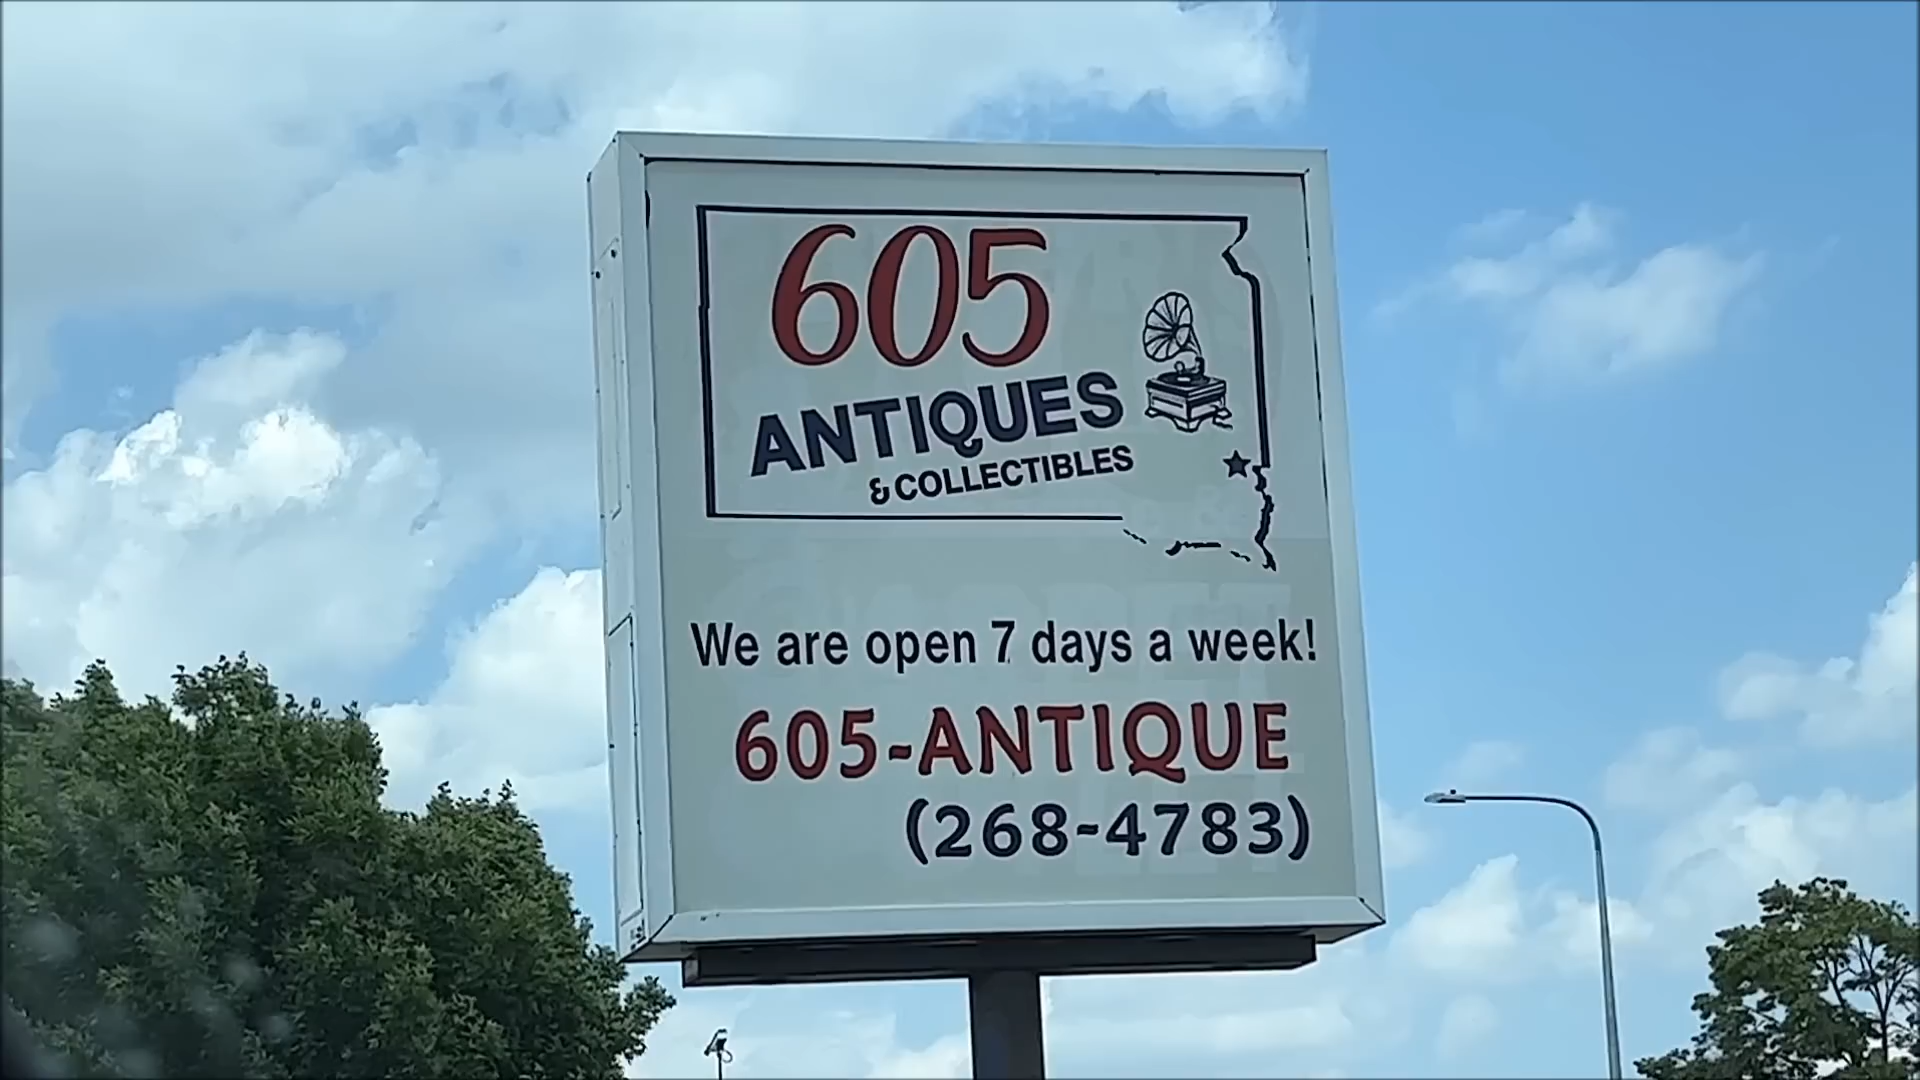 605
ANTIQUES
& COLLECTIBLES
We are open 7 days a week!
605-ANTIQUE
(268-4783)